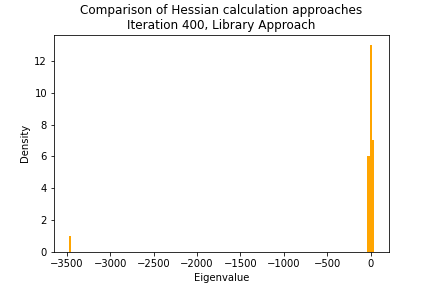 Comparison of Hessian calculation approaches
Iteration 400, Library Approach
Density
12
10
8
6
4
2
0
−3500 −3000 −2500 −2000 −1500 −1000 −500 0
Eigenvalue